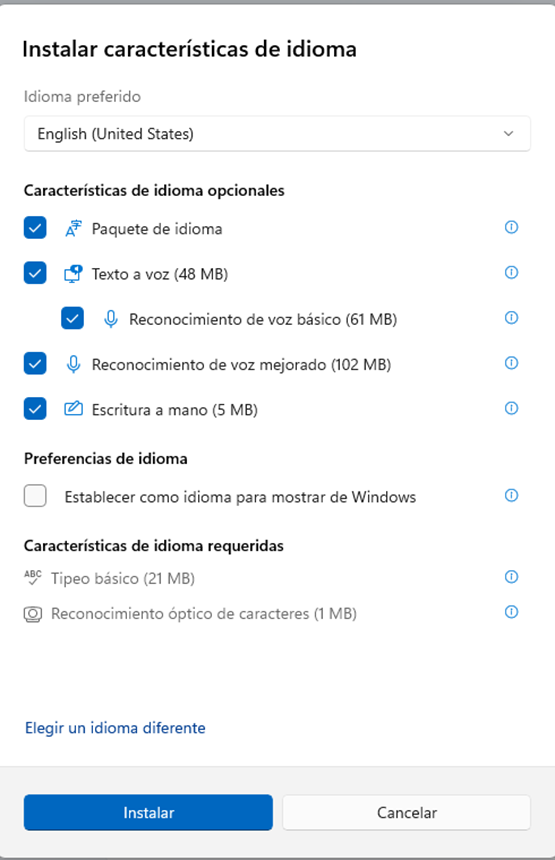 Instalar características de idioma
Idioma preferido
English (United States)
Características de idioma opcionales
Paquete de idioma
Texto a voz (48 MB)
Reconocimiento de voz básico (61 MB)
Reconocimiento de voz mejorado (102 MB)
Escritura a mano (5 MB)
Preferencias de idioma
Establecer como idioma para mostrar de Windows
Características de idioma requeridas
ABC Tipeo básico (21 MB)
Reconocimiento óptico de caracteres (1 MB)
Elegir un idioma diferente
Instalar Cancelar